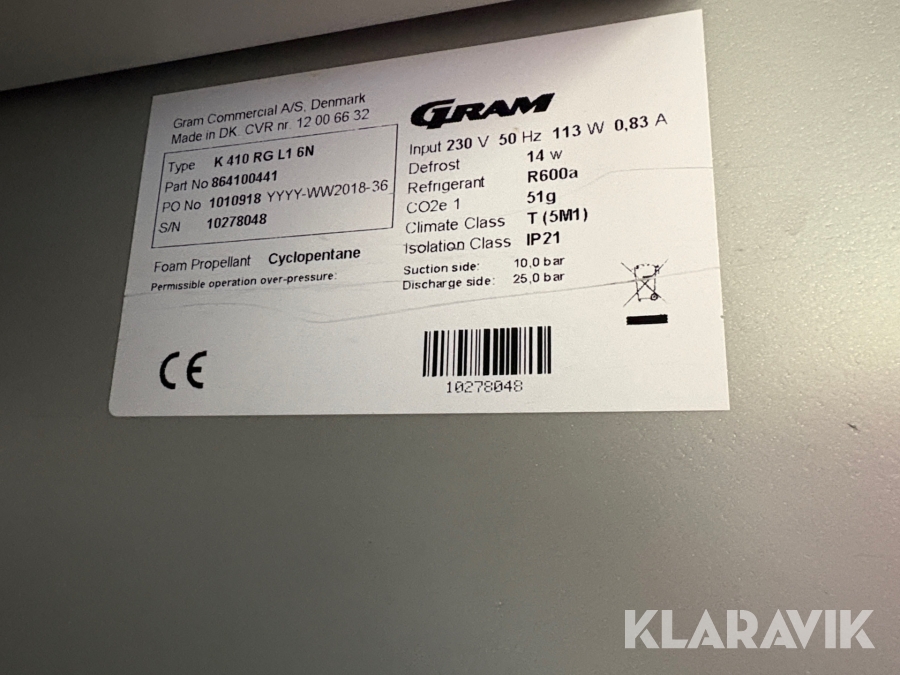 Gram Commercial A/S, Denmark
Made in DK. CVR nr. 12 00 66 32
Type K 410 RG L1 6N
Part No 864100441
PO No 1010918 YYYY-WW2018-36
S/N 10278048
Foam Propellant Cyclopentane
Permissible operation over-pressure:
GRAM
Input 230 V 50 Hz 113 W 0,83 A
Defrost 14 w
Refrigerant R600a
CO2e 1 51g
Climate Class T (5M1)
Isolation Class IP21
Suction side: 10,0 bar
Discharge side: 25,0 bar
CE
10278048
KLARAVIK